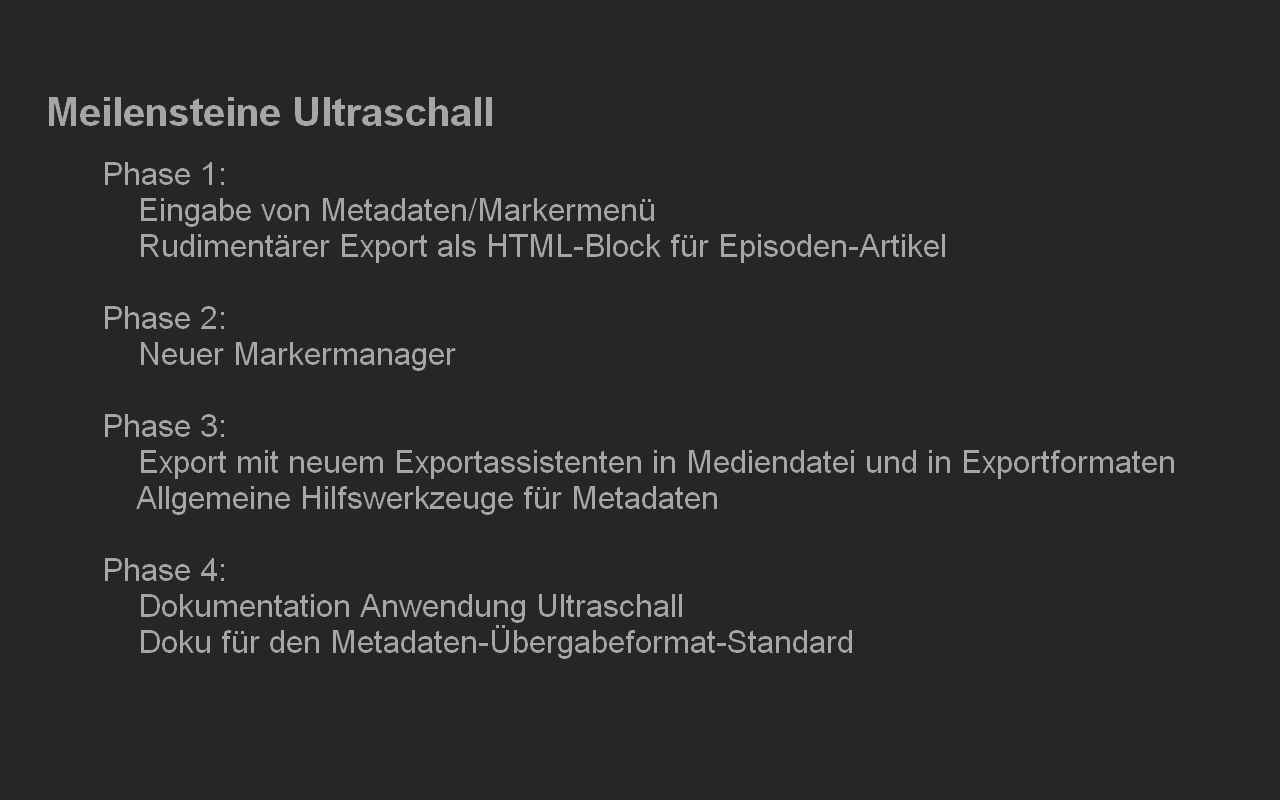 Meilensteine Ultraschall
Phase 1:
Eingabe von Metadaten/Markermenü
Rudimentärer Export als HTML-Block für Episoden-Artikel
Phase 2:
Neuer Markermanager
Phase 3:
Export mit neuem Exportassistenten in Mediendatei und in Exportformaten
Allgemeine Hilfswerkzeuge für Metadaten
Phase 4:
Dokumentation Anwendung Ultraschall
Doku für den Metadaten-Übergabeformat-Standard